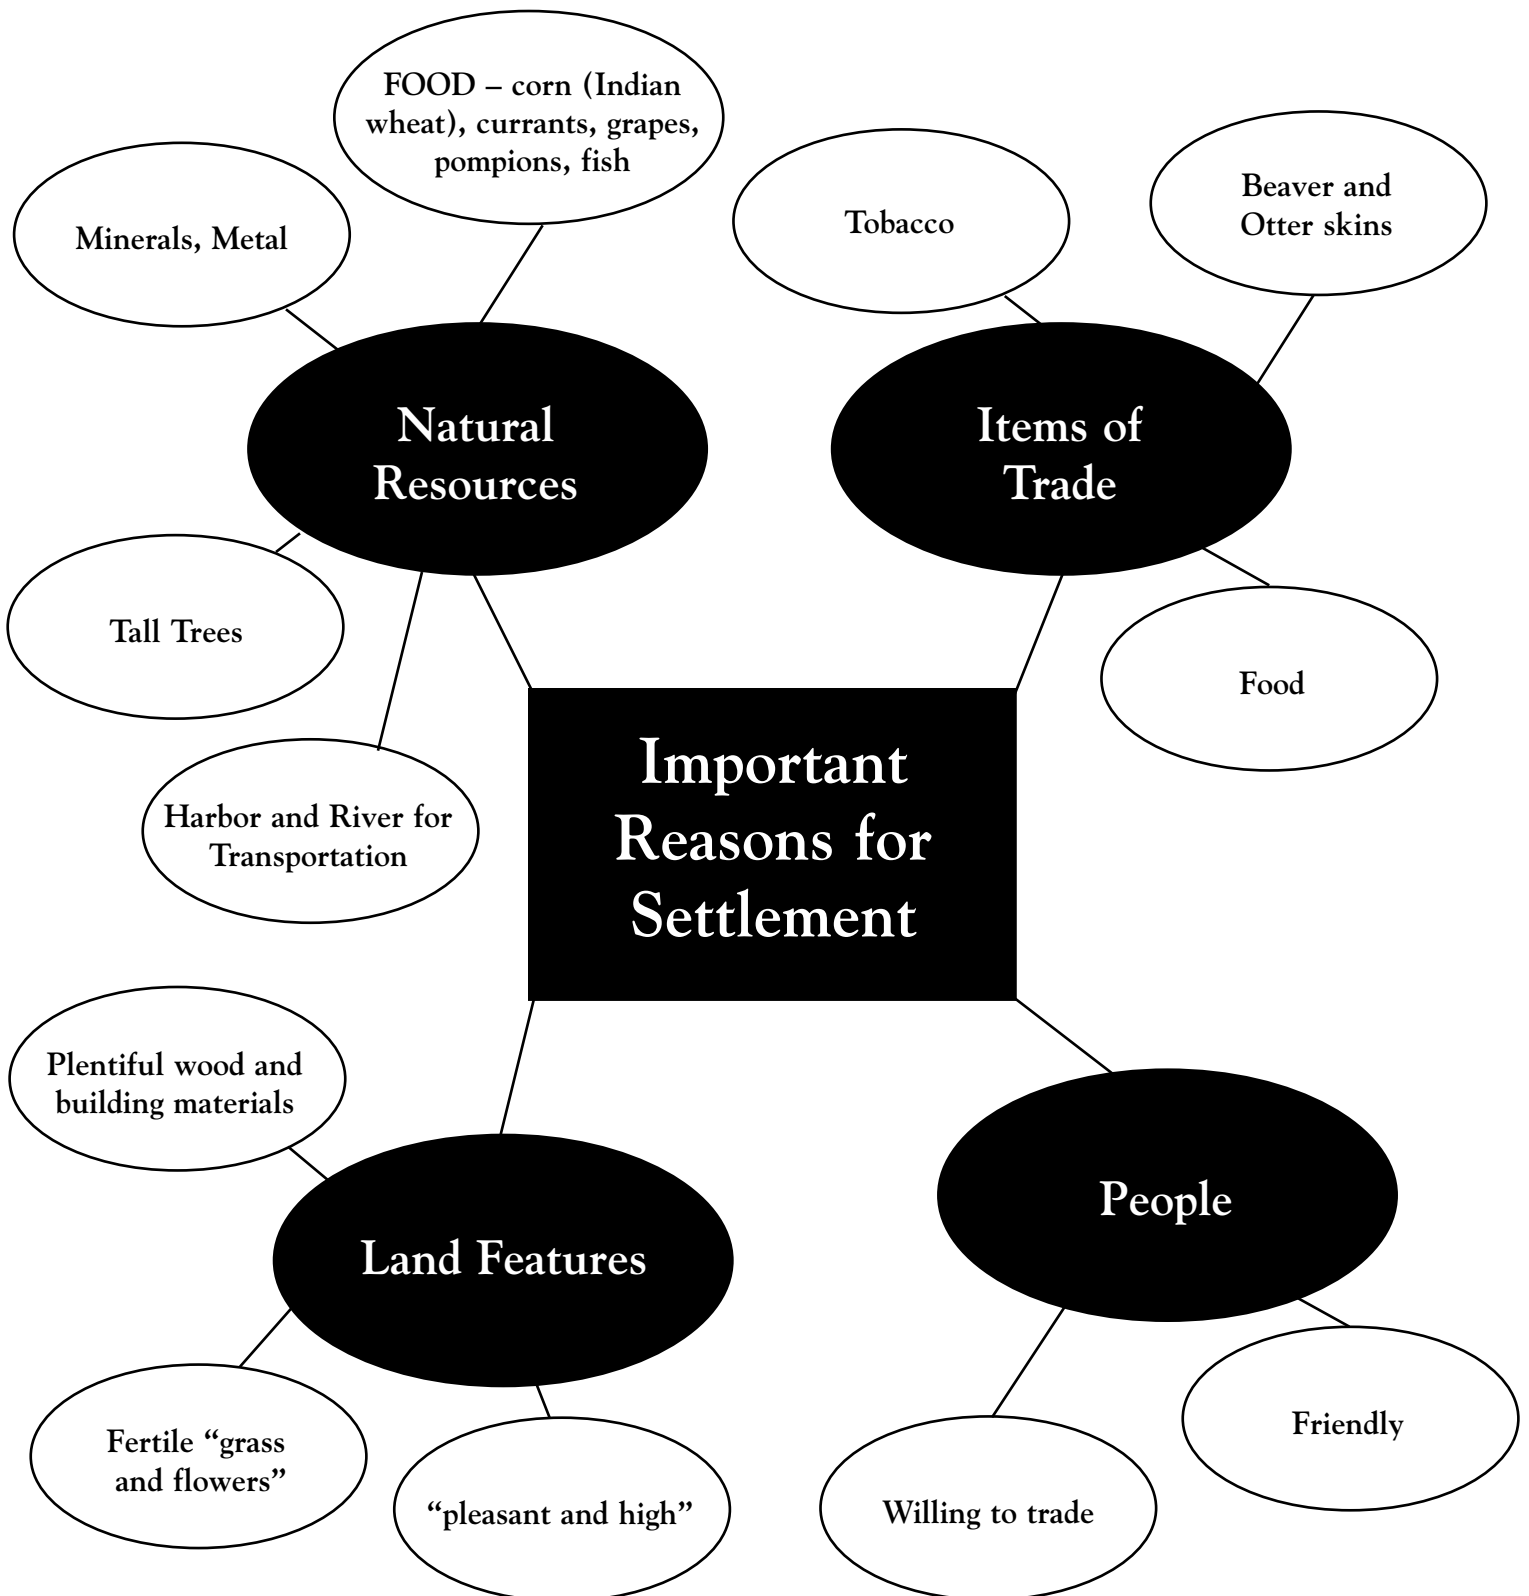 FOOD – corn (Indian
wheat), currants, grapes,
pompions, fish
Minerals, Metal
Tobacco
Beaver and
Otter skins
Natural
Resources
Items of
Trade
Tall Trees
Food
Harbor and River for
Transportation
Important
Reasons for
Settlement
Plentiful wood and
building materials
People
Land Features
Fertile “grass
and flowers”
“pleasant and high”
Willing to trade
Friendly